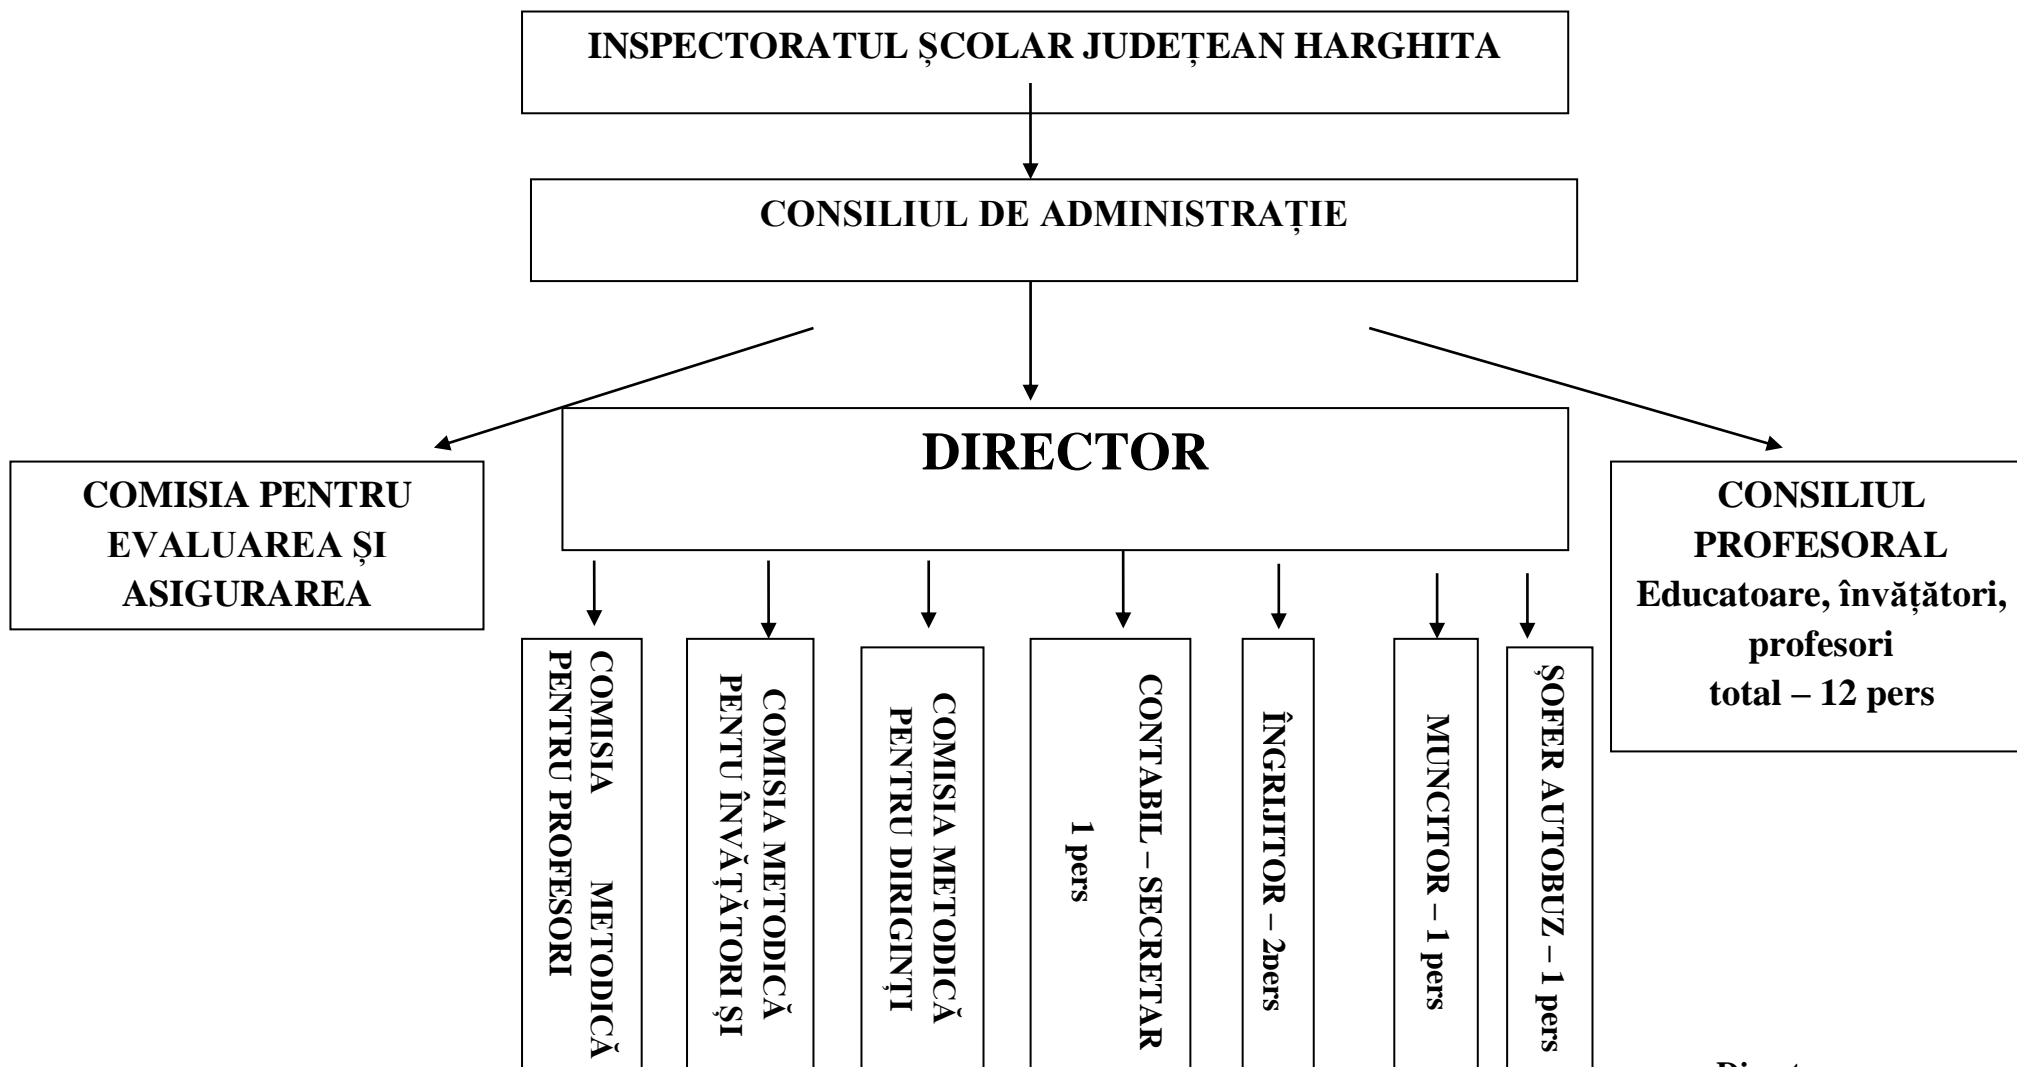 INSPECTORATUL ȘCOLAR JUDEȚEAN HARGHITA
CONSILIUL DE ADMINISTRAȚIE
DIRECTOR
COMISIA PENTRU
EVALUAREA ȘI
ASIGURAREA
CONSILIUL
PROFESORAL
Educatoare, învățători,
profesori
total – 12 pers
COMISIA METODICĂ
PENTRU PROFESORI
COMISIA METODICĂ
PENTU ÎNVĂȚĂTORI ȘI
COMISIA METODICĂ
PENTRU DIRIGINȚI
CONTABIL – SECRETAR
1 pers
ÎNGRIJITOR – 2pers
MUNCITOR – 1 pers
ȘOFER AUTOBUZ – 1 pers